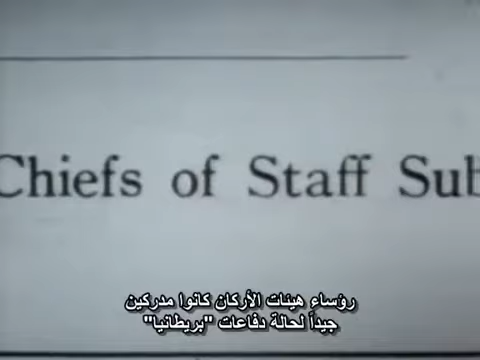 Chiefs of Staff Sub
رؤساء هيئات الأركان كانوا مدركين
جيداً لحالة دفاعات "بريطانيا"